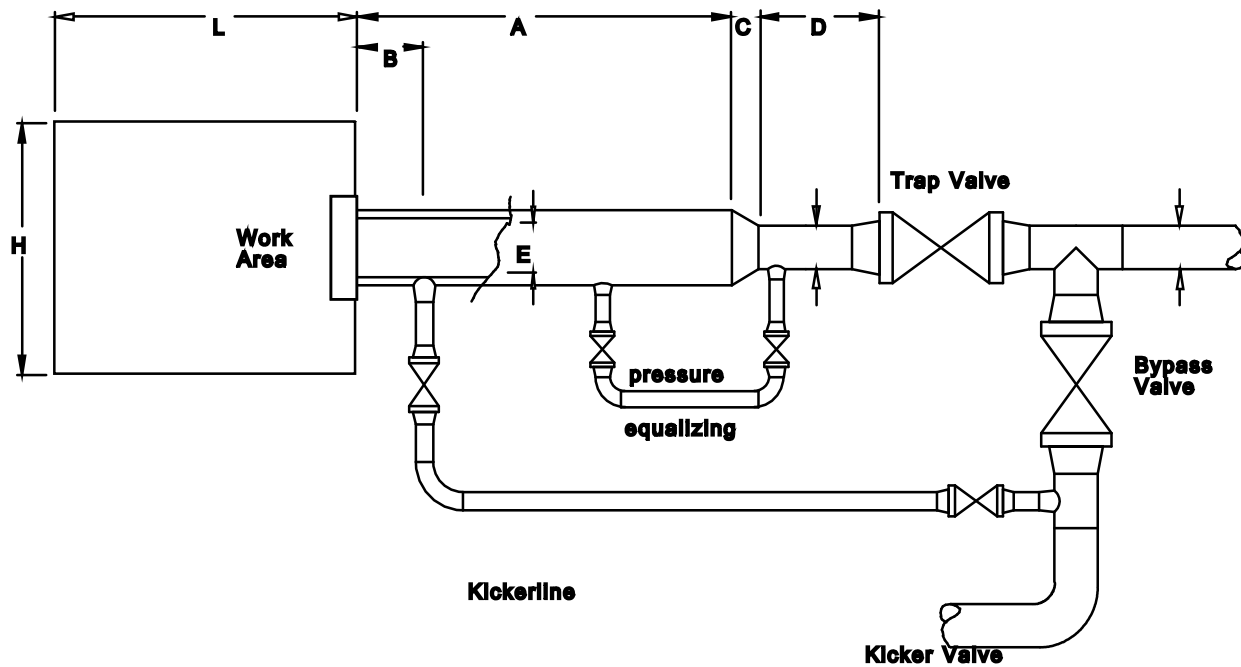 L
A
C
D
B
Trap Valve
H
Work
Area
E
Bypass
Valve
pressure
equalizing
Kickerline
Kicker Valve